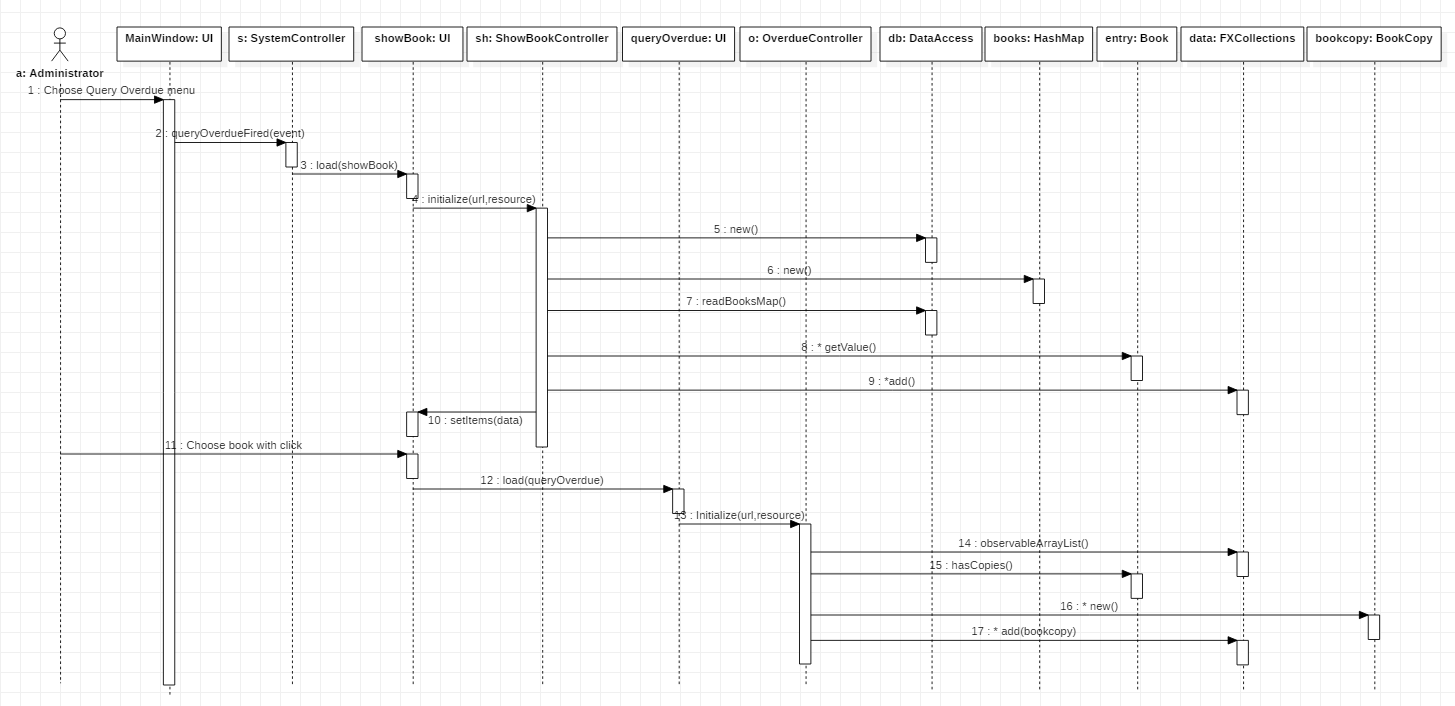 a: Administrator
MainWindow: UI
s: SystemController
showBook: UI
sh: ShowBookController
queryOverdue: UI
o: OverdueController
db: DataAccess
books: HashMap
entry: Book
data: FXCollections
bookcopy: BookCopy
1 : Choose Query Overdue menu
2 : queryOverdueFired(event)
3 : load(showBook)
4 : initialize(url,resource)
5 : new()
6 : new()
7 : readBooksMap()
8 : * getValue()
9 : *add()
10 : setItems(data)
11 : Choose book with click
12 : load(queryOverdue)
13 : Initialize(url,resource)
14 : observableArrayList()
15 : hasCopies()
16 : * new()
17 : * add(bookcopy)